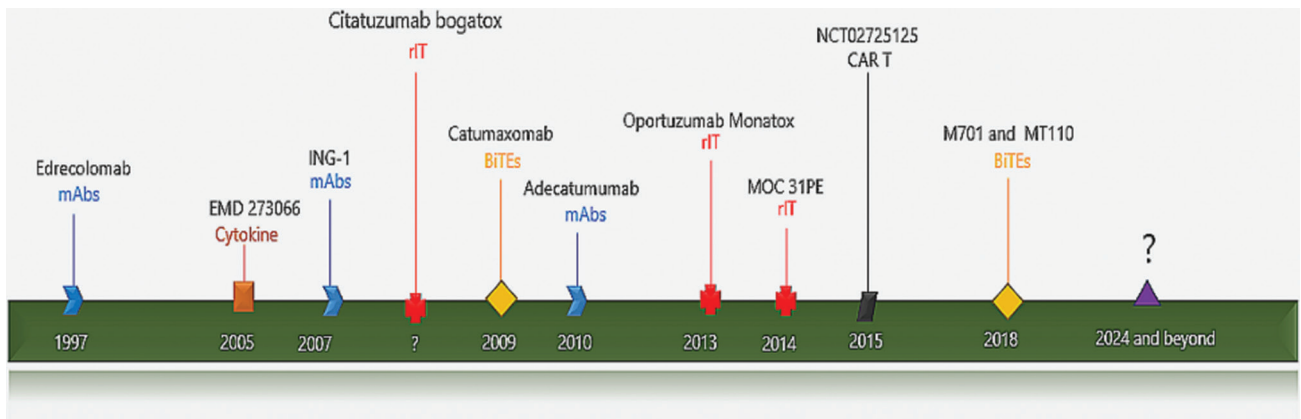 Edrecolomab
mAbs
1997
EMD 273066
Cytokine
2005
ING-1
mAbs
2007
Citatuzumab bogatox
rIT
?
Catumaxomab
BiTEs
2009
Adecatumumab
mAbs
2010
Oportuzumab Monatox
rIT
2013
MOC 31PE
rIT
2014
NCT02725125
CAR T
2015
M701 and MT110
BiTEs
2018
?
2024 and beyond